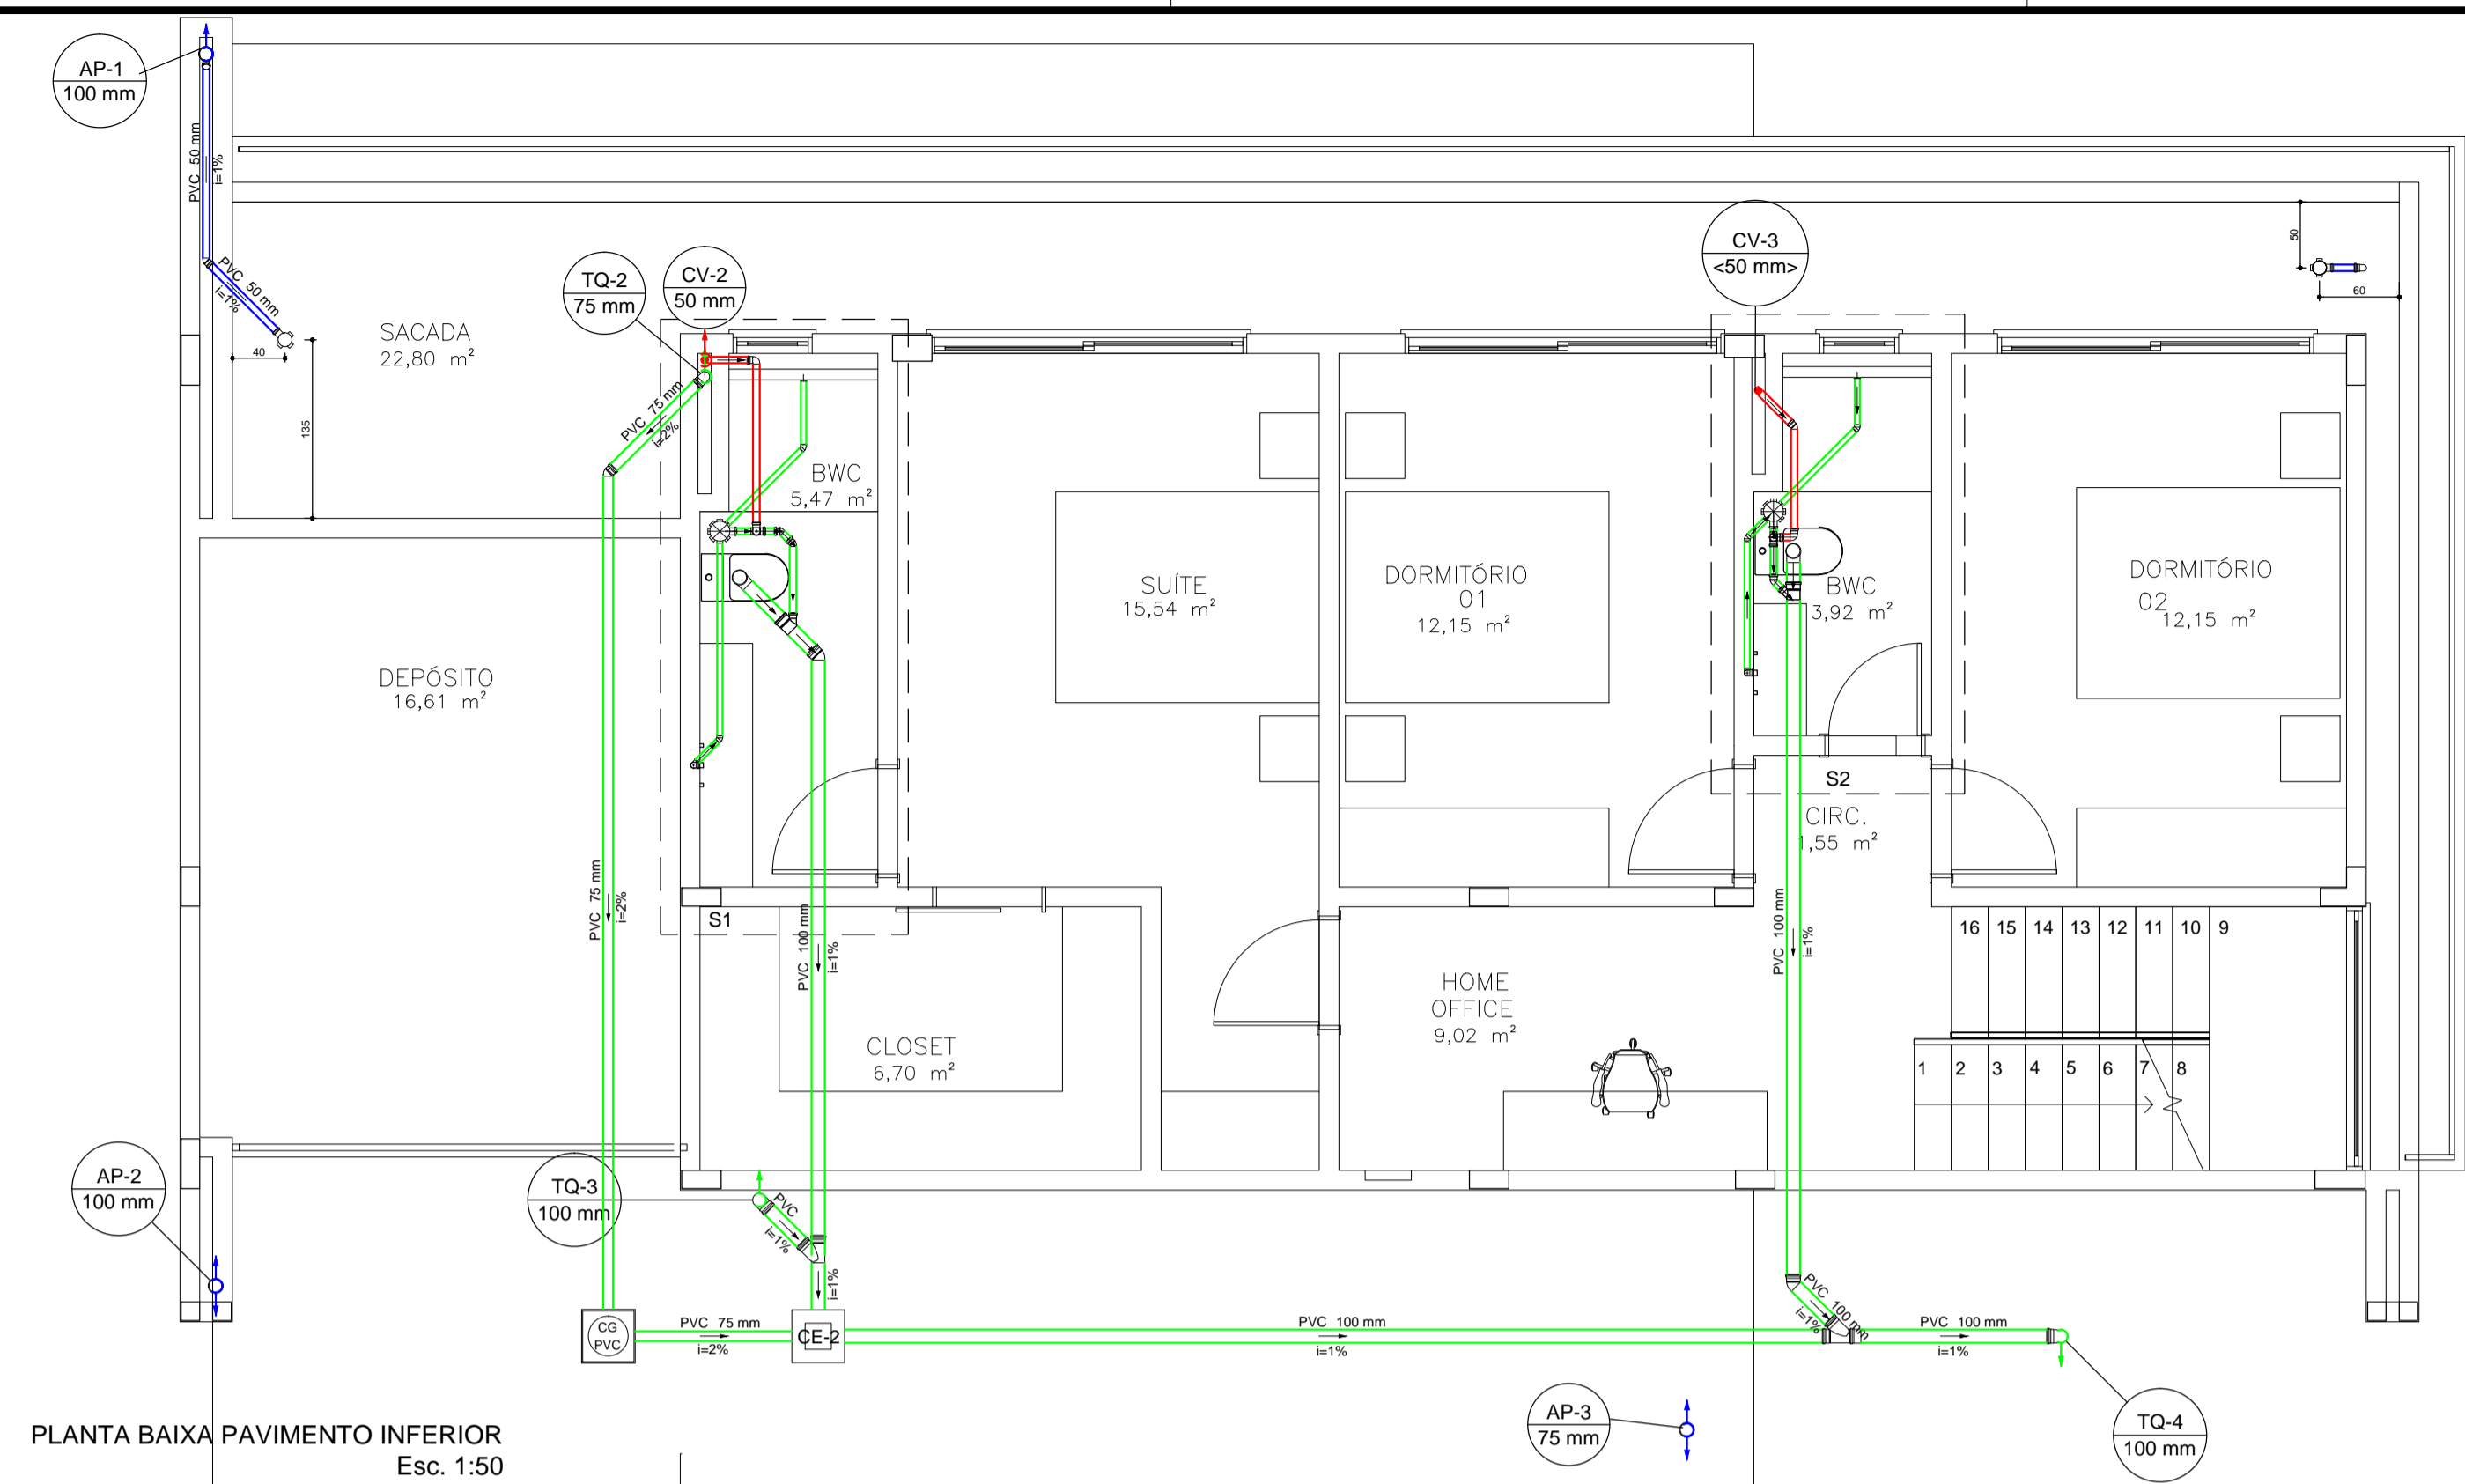 AP-1
100 mm
PVC 50 mm
i=1%
PVC 50 mm
i=1%
40
135
SACADA
22,80 m²
TQ-2
75 mm
CV-2
50 mm
CV-3
<50 mm>
50
60
PVC 75 mm
i=2%
BWC
5,47 m²
SUÍTE
15,54 m²
DORMITÓRIO
01
12,15 m²
BWC
3,92 m²
DORMITÓRIO
02
12,15 m²
DEPÓSITO
16,61 m²
S2
CIRC.
1,55 m²
PVC 75 mm
i=2%
S1
PVC 100 mm
i=1%
PVC 100 mm
i=1%
16 15 14 13 12 11 10 9
HOME
OFFICE
9,02 m²
CLOSET
6,70 m²
1 2 3 4 5 6 7 8
AP-2
100 mm
TQ-3
100 mm
PVC
i=1%
i=1%
PVC 100 mm
i=1%
CG
PVC
PVC 75 mm
i=2%
CE-2
PVC 100 mm
i=1%
PVC 100 mm
i=1%
AP-3
75 mm
TQ-4
100 mm
PLANTA BAIXA PAVIMENTO INFERIOR
Esc. 1:50